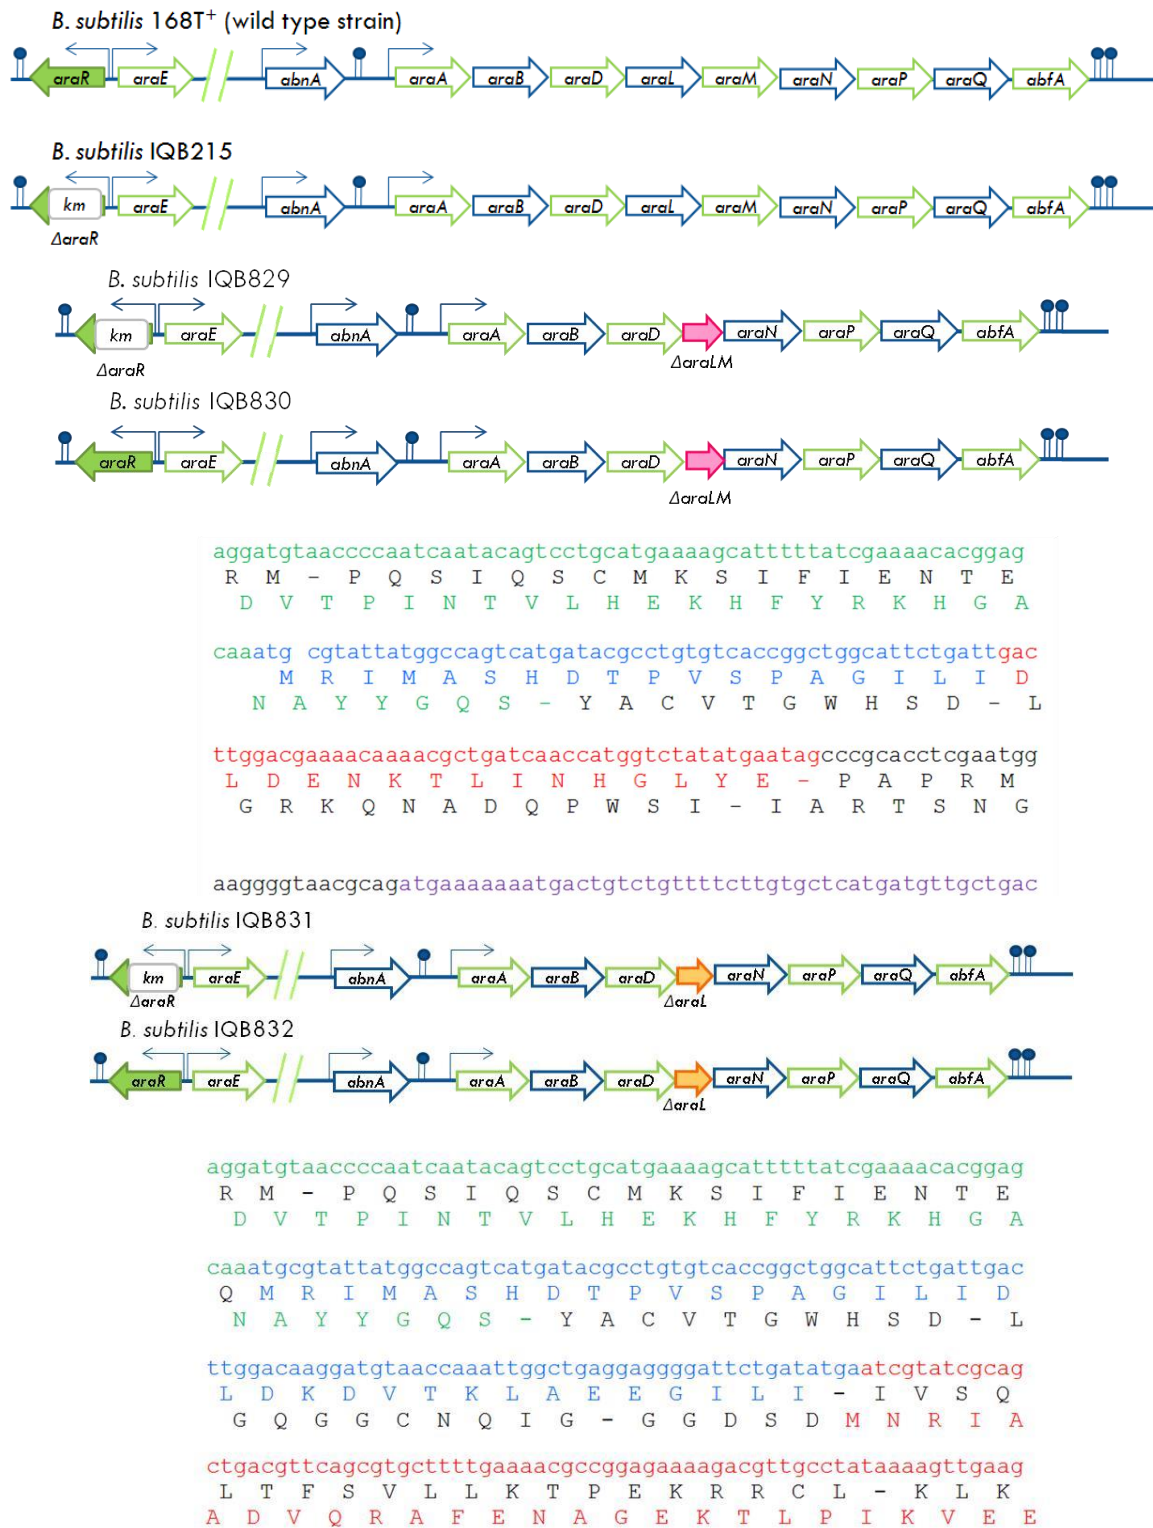 B. subtilis 168T+ (wild type strain)
araR araE abnA araA araB araD araL araM araN araP araQ abfA
B. subtilis IQB215
km araE abnA araA araB araD araL araM araN araP araQ abfA
ΔaraR
B. subtilis IQB829
km araE abnA araA araB araD araN araP araQ abfA
ΔaraR ΔaraLM
B. subtilis IQB830
araR araE abnA araA araB araD araN araP araQ abfA
ΔaraLM
aggatgtaaccccaatcaatacagtcctgcatgaaaagcatttttatcgaaaacacggag
R M - P Q S I Q S C M K S I F I E N T E
D V T P I N T V L H E K H F Y R K H G A
caaatg cgtattatggccagtcatgatacgcctgtgtcaccggctggcattctgattgac
M R I M A S H D T P V S P A G I L I D
N A Y Y G Q S - Y A C V T G W H S D - L
ttggacgaaaacaaaacgctgatcaaccatggtctatatgaatagcccgcacctcgaatgg
L D E N K T L I N H G L Y E - P A P R M
G R K Q N A D Q P W S I - I A R T S N G
aaggggtaacgcagatgaaaaaaatgactgtctgttttcttgtgctcatgatgttgctgac
B. subtilis IQB831
km araE abnA araA araB araD araN araP araQ abfA
ΔaraR ΔaraL
B. subtilis IQB832
araR araE abnA araA araB araD araN araP araQ abfA
ΔaraL
aggatgtaaccccaatcaatacagtcctgcatgaaaagcatttttatcgaaaacacggag
R M - P Q S I Q S C M K S I F I E N T E
D V T P I N T V L H E K H F Y R K H G A
caaatgcgtattatggccagtcatgatacgcctgtgtcaccggctggcattctgattgac
Q M R I M A S H D T P V S P A G I L I D
N A Y Y G Q S - Y A C V T G W H S D - L
ttggacaaggatgtaaccaaattggctgaggaggggattctgatatgaatcgtatcgcag
L D K D V T K L A E E G I L I - I V S Q
G Q G G C N Q I G - G G D S D M N R I A
ctgacgttcagcgtgcttttgaaaacgccggagaaaagacgttgcctataaaagttgaag
L T F S V L L K T P E K R R C L - K L K
A D V Q R A F E N A G E K T L P I K V E E